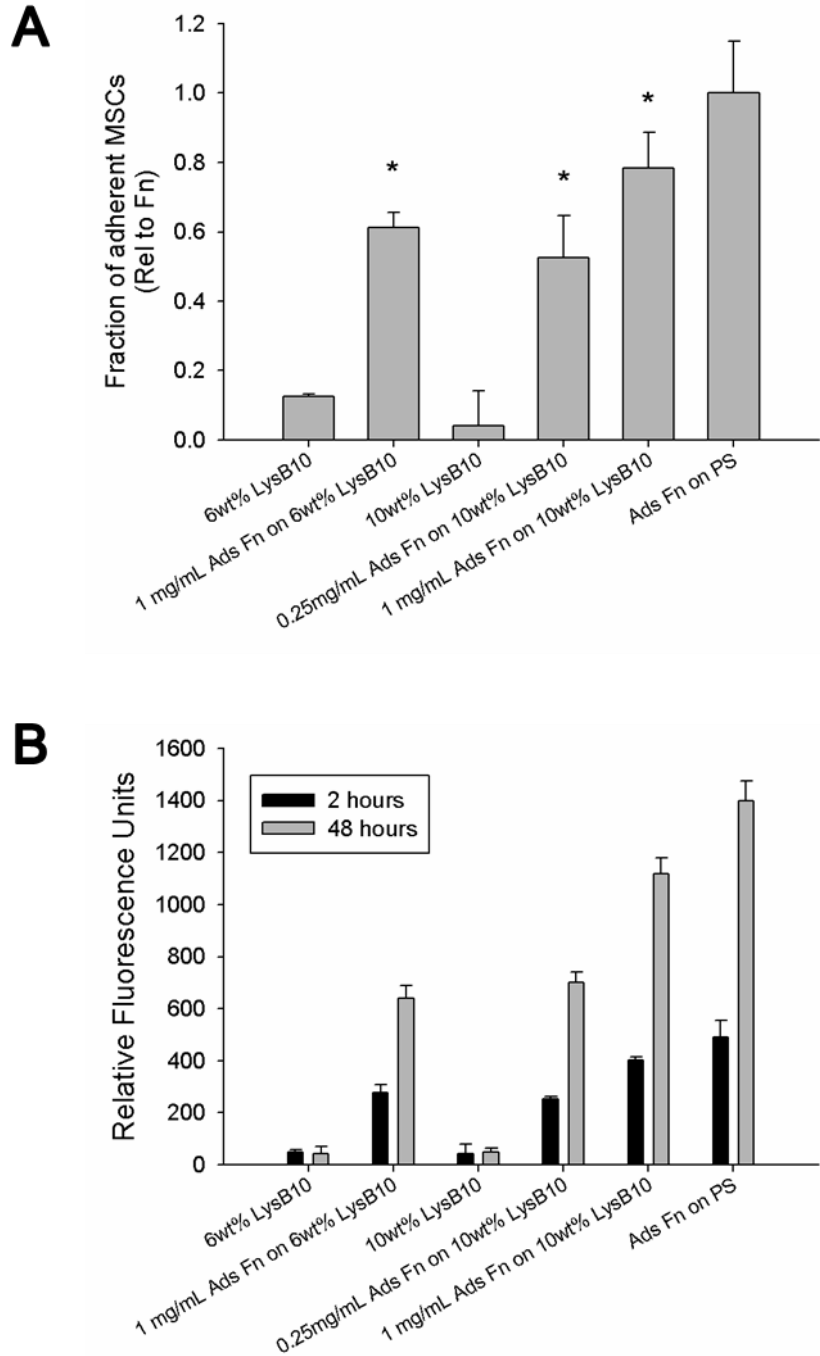 A
Fraction of adherent MSCs
(Rel to Fn)
1.2
1.0
0.8
0.6
0.4
0.2
0.0
*
*
*
6wt% LysB10
1 mg/mL Ads Fn on 6wt% LysB10
10wt% LysB10
0.25mg/mL Ads Fn on 10wt% LysB10
1 mg/mL Ads Fn on 10wt% LysB10
Ads Fn on PS
B
Relative Fluorescence Units
1600
1400
1200
1000
800
600
400
200
0
2 hours
48 hours
6wt% LysB10
1 mg/mL Ads Fn on 6wt% LysB10
10wt% LysB10
0.25mg/mL Ads Fn on 10wt% LysB10
1 mg/mL Ads Fn on 10wt% LysB10
Ads Fn on PS